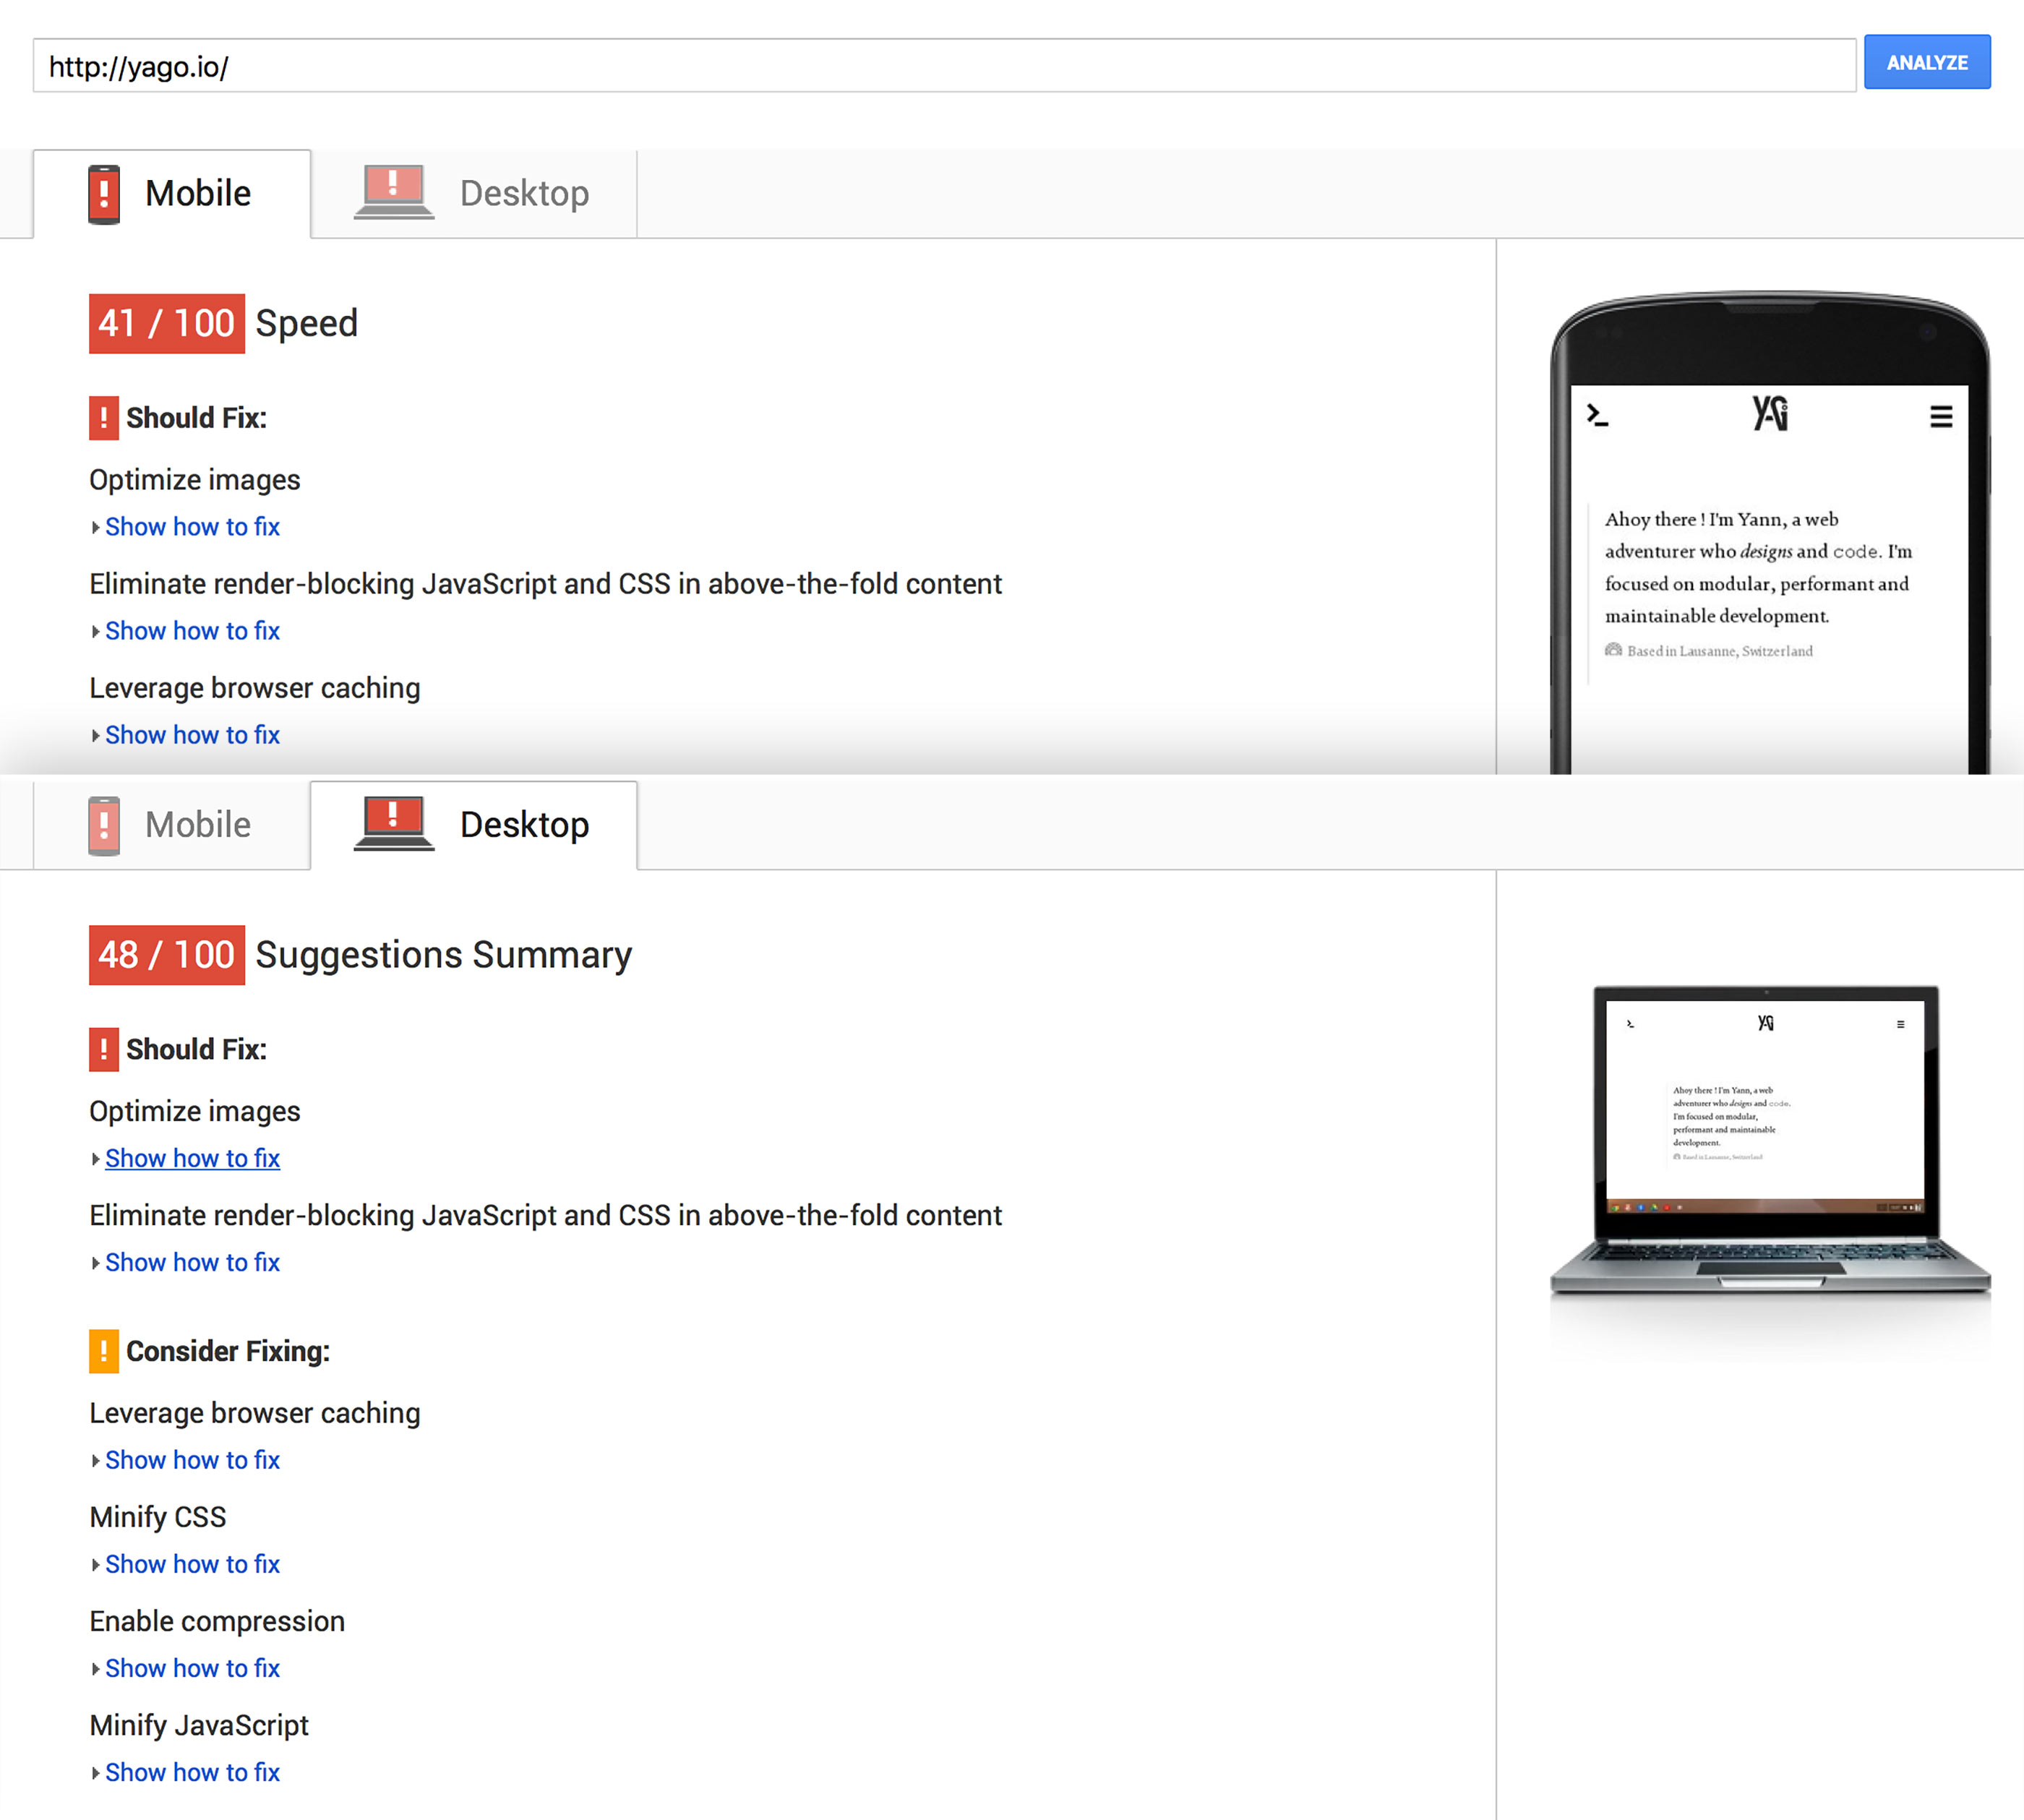 http://yago.io/
ANALYZE
Mobile
Desktop
41 / 100 Speed
! Should Fix:
Optimize images
Show how to fix
Eliminate render-blocking JavaScript and CSS in above-the-fold content
Show how to fix
Leverage browser caching
Show how to fix
YAGO
Ahoy there ! I'm Yann, a web
adventurer who designs and code. I'm
focused on modular, performant and
maintainable development.
Based in Lausanne, Switzerland
Mobile
Desktop
48 / 100 Suggestions Summary
! Should Fix:
Optimize images
Show how to fix
Eliminate render-blocking JavaScript and CSS in above-the-fold content
Show how to fix
! Consider Fixing:
Leverage browser caching
Show how to fix
Minify CSS
Show how to fix
Enable compression
Show how to fix
Minify JavaScript
Show how to fix
Ahoy there ! I'm Yann, a web
adventurer who designs and code.
I'm focused on modular,
performant and maintainable
development.
Based in Lausanne, Switzerland